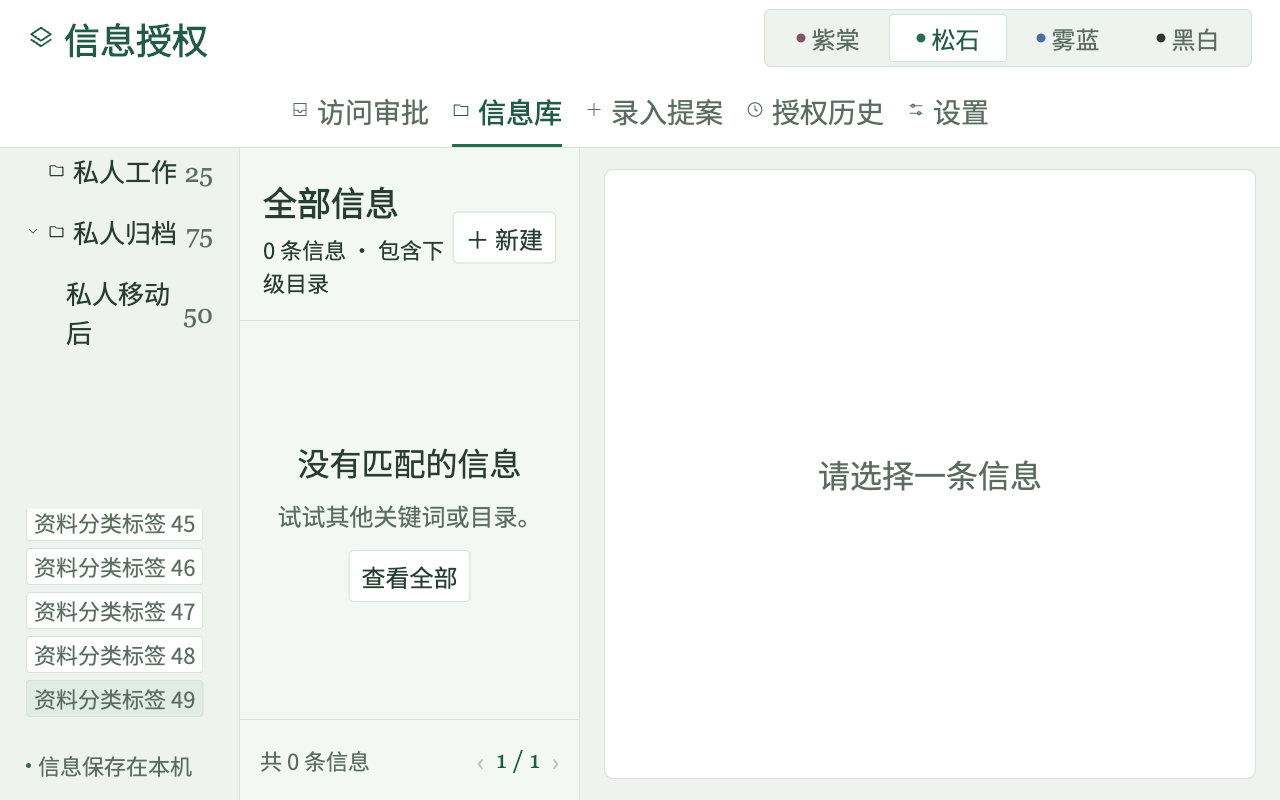 信息授权
紫棠
松石
雾蓝
黑白
访问审批
信息库
录入提案
授权历史
设置
私人工作 25
私人归档 75
私人移动后 50
全部信息
0 条信息 · 包含下
级目录
新建
没有匹配的信息
试试其他关键词或目录。
查看全部
请选择一条信息
资料分类标签 45
资料分类标签 46
资料分类标签 47
资料分类标签 48
资料分类标签 49
信息保存在本机
共 0 条信息
‹ 1 / 1 ›